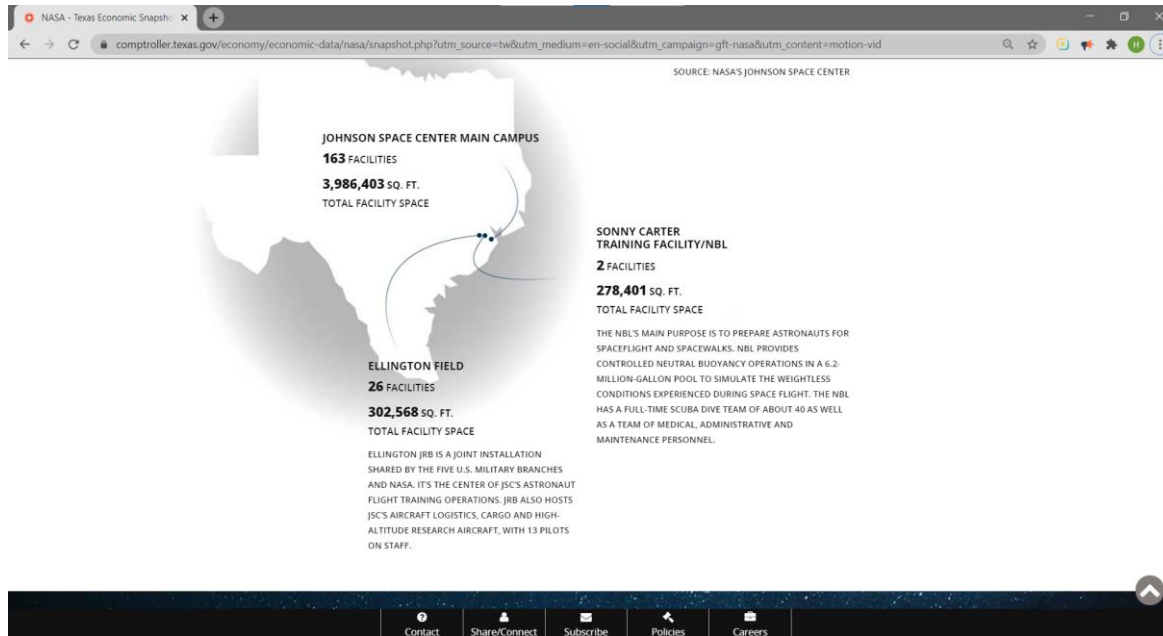 NASA - Texas Economic Snapsho
comptroller.texas.gov/economy/economic-data/nasa/snapshot.php?utm_source=tw&utm_medium=en-social&utm_campaign=gft-nasa&utm_content=motion-vid
H
SOURCE: NASA'S JOHNSON SPACE CENTER
JOHNSON SPACE CENTER MAIN CAMPUS
163 FACILITIES
3,986,403 SQ. FT.
TOTAL FACILITY SPACE
SONNY CARTER
TRAINING FACILITY/NBL
2 FACILITIES
278,401 SQ. FT.
TOTAL FACILITY SPACE
THE NBL'S MAIN PURPOSE IS TO PREPARE ASTRONAUTS FOR
SPACEFLIGHT AND SPACEWALKS. NBL PROVIDES
CONTROLLED NEUTRAL BUOYANCY OPERATIONS IN A 6.2-
MILLION-GALLON POOL TO SIMULATE THE WEIGHTLESS
CONDITIONS EXPERIENCED DURING SPACE FLIGHT. THE NBL
HAS A FULL-TIME SCUBA DIVE TEAM OF ABOUT 40 AS WELL
AS A TEAM OF MEDICAL, ADMINISTRATIVE AND
MAINTENANCE PERSONNEL.
ELLINGTON FIELD
26 FACILITIES
302,568 SQ. FT.
TOTAL FACILITY SPACE
ELLINGTON JRB IS A JOINT INSTALLATION
SHARED BY THE FIVE U.S. MILITARY BRANCHES
AND NASA. IT'S THE CENTER OF JSC'S ASTRONAUT
FLIGHT TRAINING OPERATIONS. JRB ALSO HOSTS
JSC'S AIRCRAFT LOGISTICS, CARGO AND HIGH-
ALTITUDE RESEARCH AIRCRAFT, WITH 13 PILOTS
ON STAFF.
Contact Share/Connect Subscribe Policies Careers